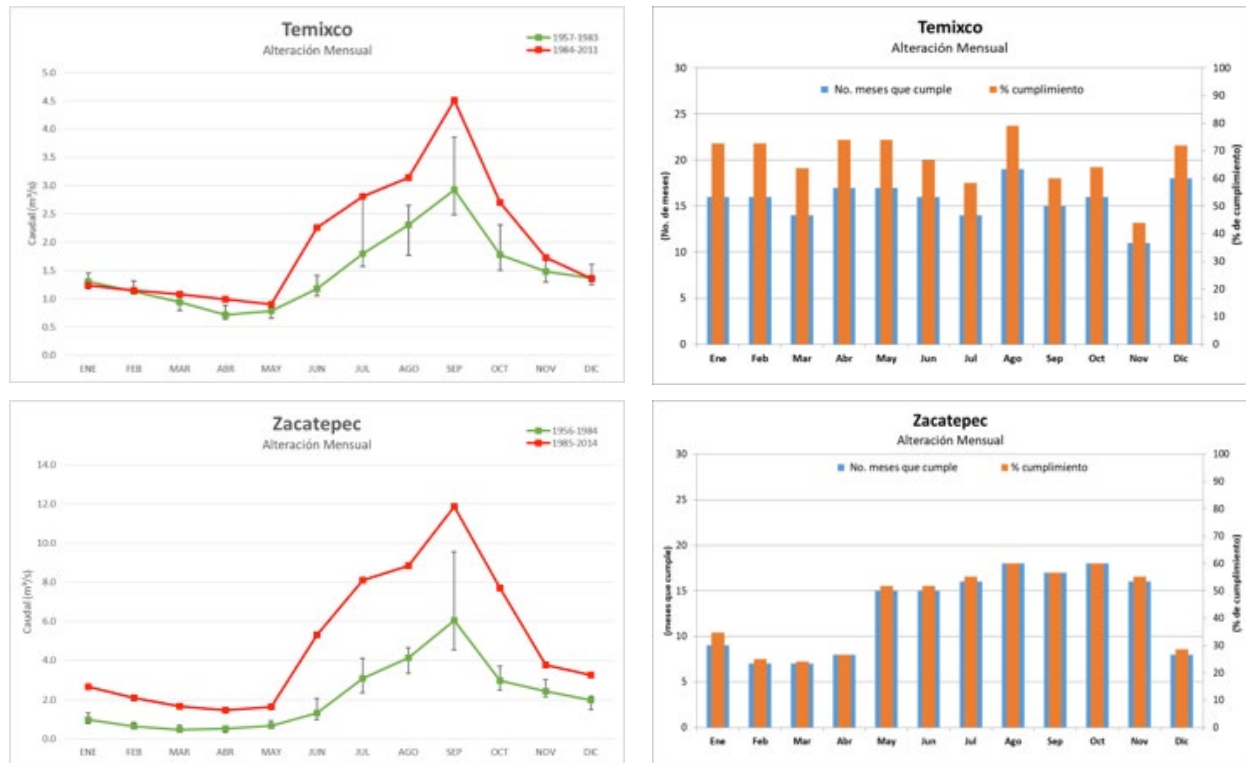 Temixco
Alteración Mensual
1957-1983
1984-2011
Caudal (m³/s)
5.0
4.5
4.0
3.5
3.0
2.5
2.0
1.5
1.0
0.5
0.0
ENE FEB MAR ABR MAY JUN JUL AGO SEP OCT NOV DIC
Temixco
Alteración Mensual
No. meses que cumple % cumplimiento
(No. de meses)
30
25
20
15
10
5
0
100
90
80
70
60
50
40
30
20
10
0
(% de cumplimiento)
Ene Feb Mar Abr May Jun Jul Ago Sep Oct Nov Dic
Zacatepec
Alteración Mensual
1956-1984
1985-2014
Caudal (m³/s)
14.0
12.0
10.0
8.0
6.0
4.0
2.0
0.0
ENE FEB MAR ABR MAY JUN JUL AGO SEP OCT NOV DIC
Zacatepec
Alteración Mensual
No. meses que cumple % cumplimiento
(meses que cumple)
30
25
20
15
10
5
0
100
90
80
70
60
50
40
30
20
10
0
(% de cumplimiento)
Ene Feb Mar Abr May Jun Jul Ago Sep Oct Nov Dic